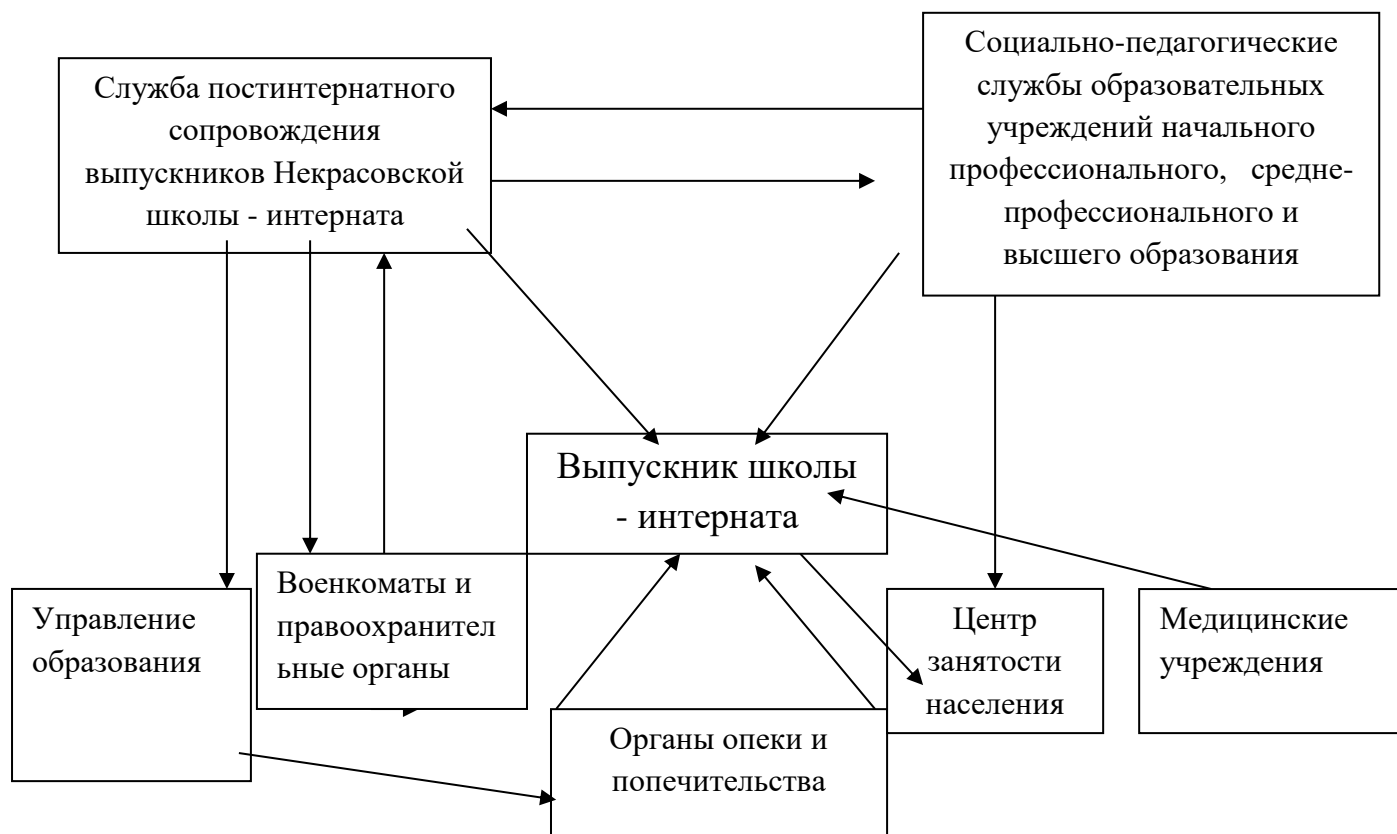 Служба постинтернатного
сопровождения
выпускников Некрасовской
школы - интерната
Социально-педагогические
службы образовательных
учреждений начального
профессионального, средне-
профессионального и
высшего образования
Выпускник школы
- интерната
Управление
образования
Военкоматы и
правоохранител
ьные органы
Органы опеки и
попечительства
Центр
занятости
населения
Медицинские
учреждения